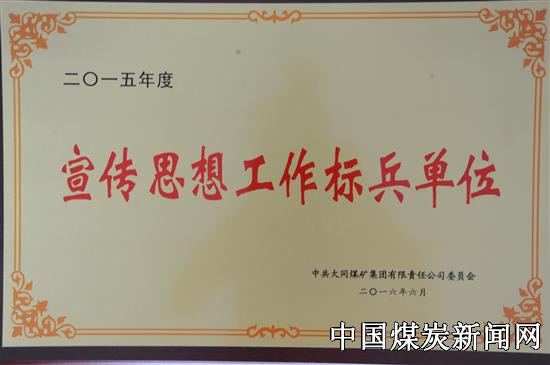 二〇一五年度
宣传思想工作标兵单位
中共大同煤矿集团有限责任公司委员会
二〇一六年六月
中国煤炭新闻网